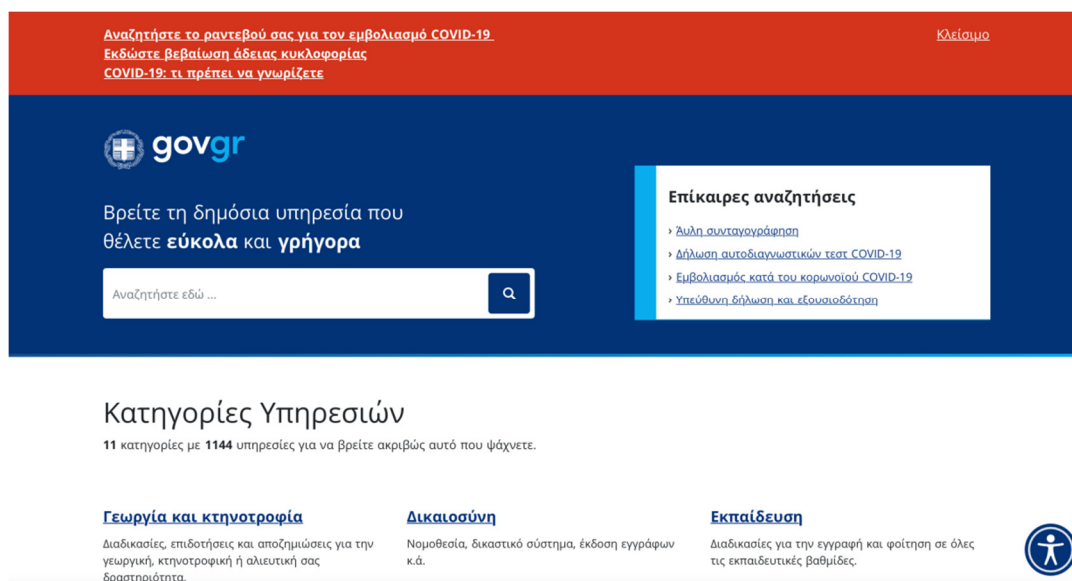 Αναζητήστε το ραντεβού σας για τον εμβολιασμό COVID-19
Κλείσιμο
Εκδώστε βεβαίωση άδειας κυκλοφορίας
COVID-19: τι πρέπει να γνωρίζετε
govgr
Βρείτε τη δημόσια υπηρεσία που
θέλετε εύκολα και γρήγορα
Αναζητήστε εδώ ...
Επίκαιρες αναζητήσεις
› Άυλη συνταγογράφηση
› Δήλωση αυτοδιαγνωστικών τεστ COVID-19
› Εμβολιασμός κατά του κορωνοϊού COVID-19
› Υπεύθυνη δήλωση και εξουσιοδότηση
Κατηγορίες Υπηρεσιών
11 κατηγορίες με 1144 υπηρεσίες για να βρείτε ακριβώς αυτό που ψάχνετε.
Γεωργία και κτηνοτροφία
Διαδικασίες, επιδοτήσεις και αποζημιώσεις για την
γεωργική, κτηνοτροφική ή αλιευτική σας
δραστηριότητα.
Δικαιοσύνη
Νομοθεσία, δικαστικό σύστημα, έκδοση εγγράφων
κ.ά.
Εκπαίδευση
Διαδικασίες για την εγγραφή και φοίτηση σε όλες
τις εκπαιδευτικές βαθμίδες.